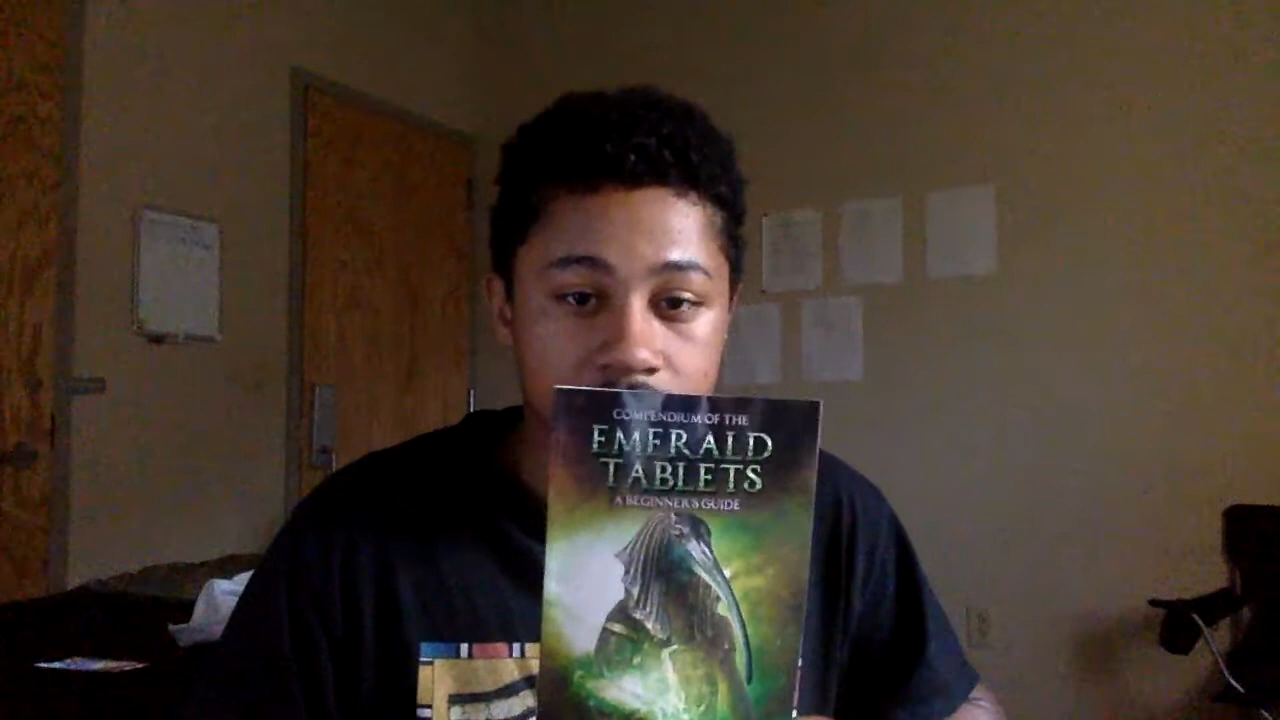 COMPENDIUM OF THE
EMERALD
TABLETS
A BEGINNER'S GUIDE